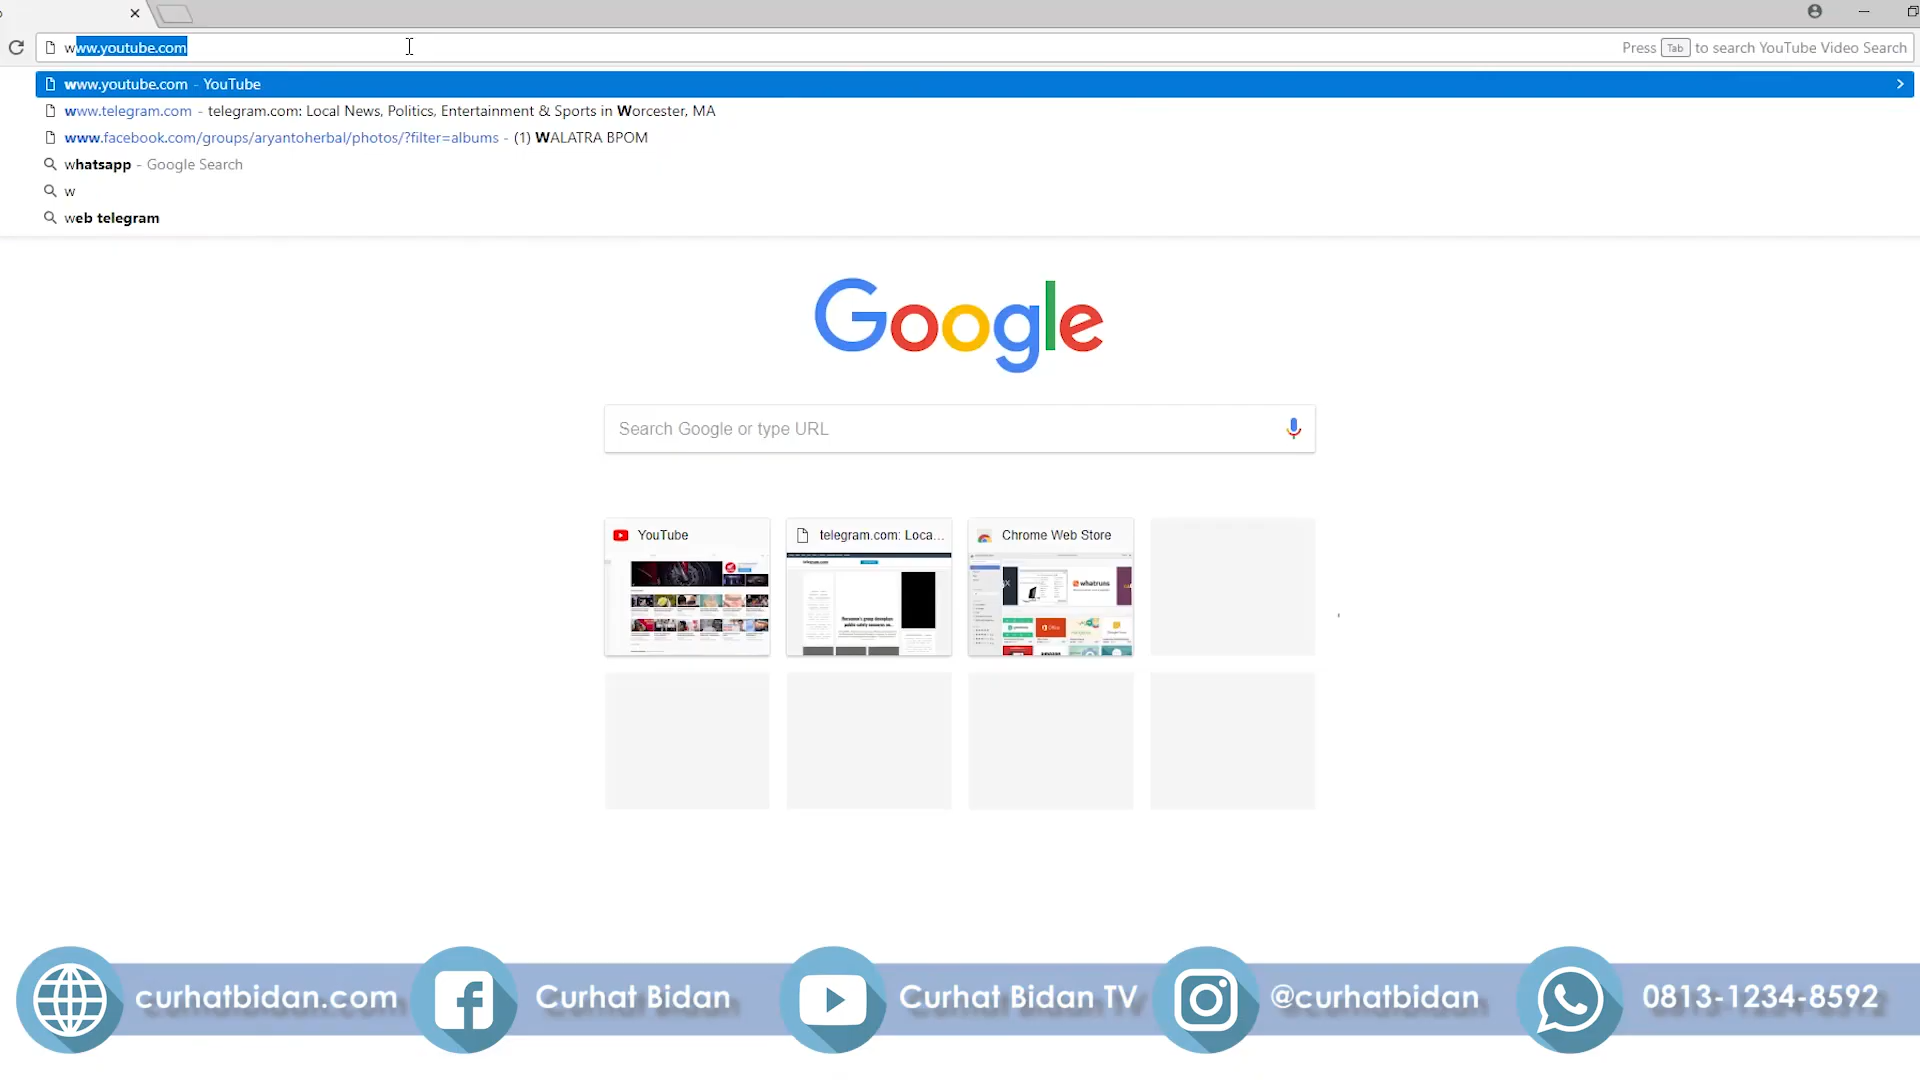 www.youtube.com
Press Tab to search YouTube Video Search
www.youtube.com - YouTube
www.telegram.com - telegram.com: Local News, Politics, Entertainment & Sports in Worcester, MA
www.facebook.com/groups/aryantoherbal/photos/?filter=albums - (1) WALATRA BPOM
whatsapp - Google Search
w
web telegram
Google
Search Google or type URL
YouTube
telegram.com: Loca...
Chrome Web Store
whatruns
curhatbidan.com
Curhat Bidan
Curhat Bidan TV
@curhatbidan
0813-1234-8592